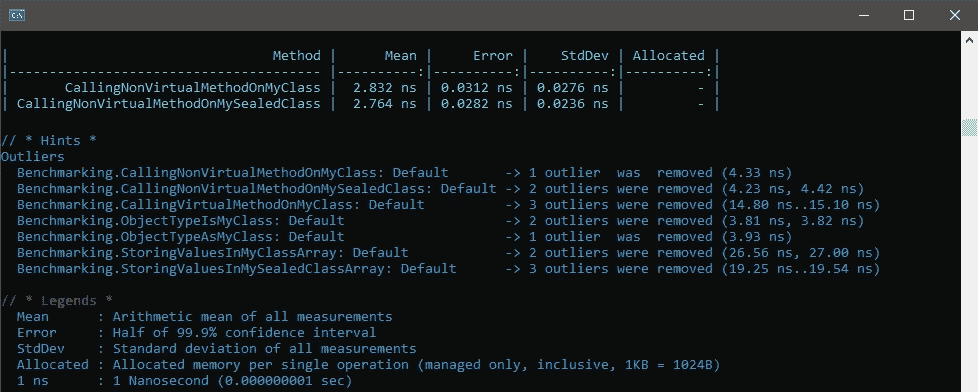 |                                 Method |     Mean |     Error |    StdDev | Allocated |
|--------------------------------------- |---------:|----------:|----------:|----------:|
|       CallingNonVirtualMethodOnMyClass | 2.832 ns | 0.0312 ns | 0.0276 ns |         - |
| CallingNonVirtualMethodOnMySealedClass | 2.764 ns | 0.0282 ns | 0.0236 ns |         - |
// * Hints *
Outliers
  Benchmarking.CallingNonVirtualMethodOnMyClass: Default       -> 1 outlier  was  removed (4.33 ns)
  Benchmarking.CallingNonVirtualMethodOnMySealedClass: Default -> 2 outliers were removed (4.23 ns, 4.42 ns)
  Benchmarking.CallingVirtualMethodOnMyClass: Default          -> 3 outliers were removed (14.80 ns..15.10 ns)
  Benchmarking.ObjectTypeIsMyClass: Default                    -> 2 outliers were removed (3.81 ns, 3.82 ns)
  Benchmarking.ObjectTypeAsMyClass: Default                    -> 1 outlier  was  removed (3.93 ns)
  Benchmarking.StoringValuesInMyClassArray: Default            -> 2 outliers were removed (26.56 ns, 27.00 ns)
  Benchmarking.StoringValuesInMySealedClassArray: Default      -> 3 outliers were removed (19.25 ns..19.54 ns)
// * Legends *
  Mean      : Arithmetic mean of all measurements
  Error     : Half of 99.9% confidence interval
  StdDev    : Standard deviation of all measurements
  Allocated : Allocated memory per single operation (managed only, inclusive, 1KB = 1024B)
  1 ns      : 1 Nanosecond (0.000000001 sec)